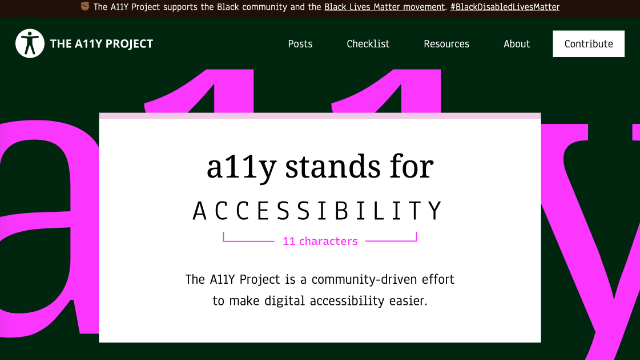 ✊🏿 The A11Y Project supports the Black community and the Black Lives Matter movement. #BlackDisabledLivesMatter
THE A11Y PROJECT
Posts
Checklist
Resources
About
Contribute
a11y
a11y stands for
ACCESSIBILITY
11 characters
The A11Y Project is a community-driven effort
to make digital accessibility easier.